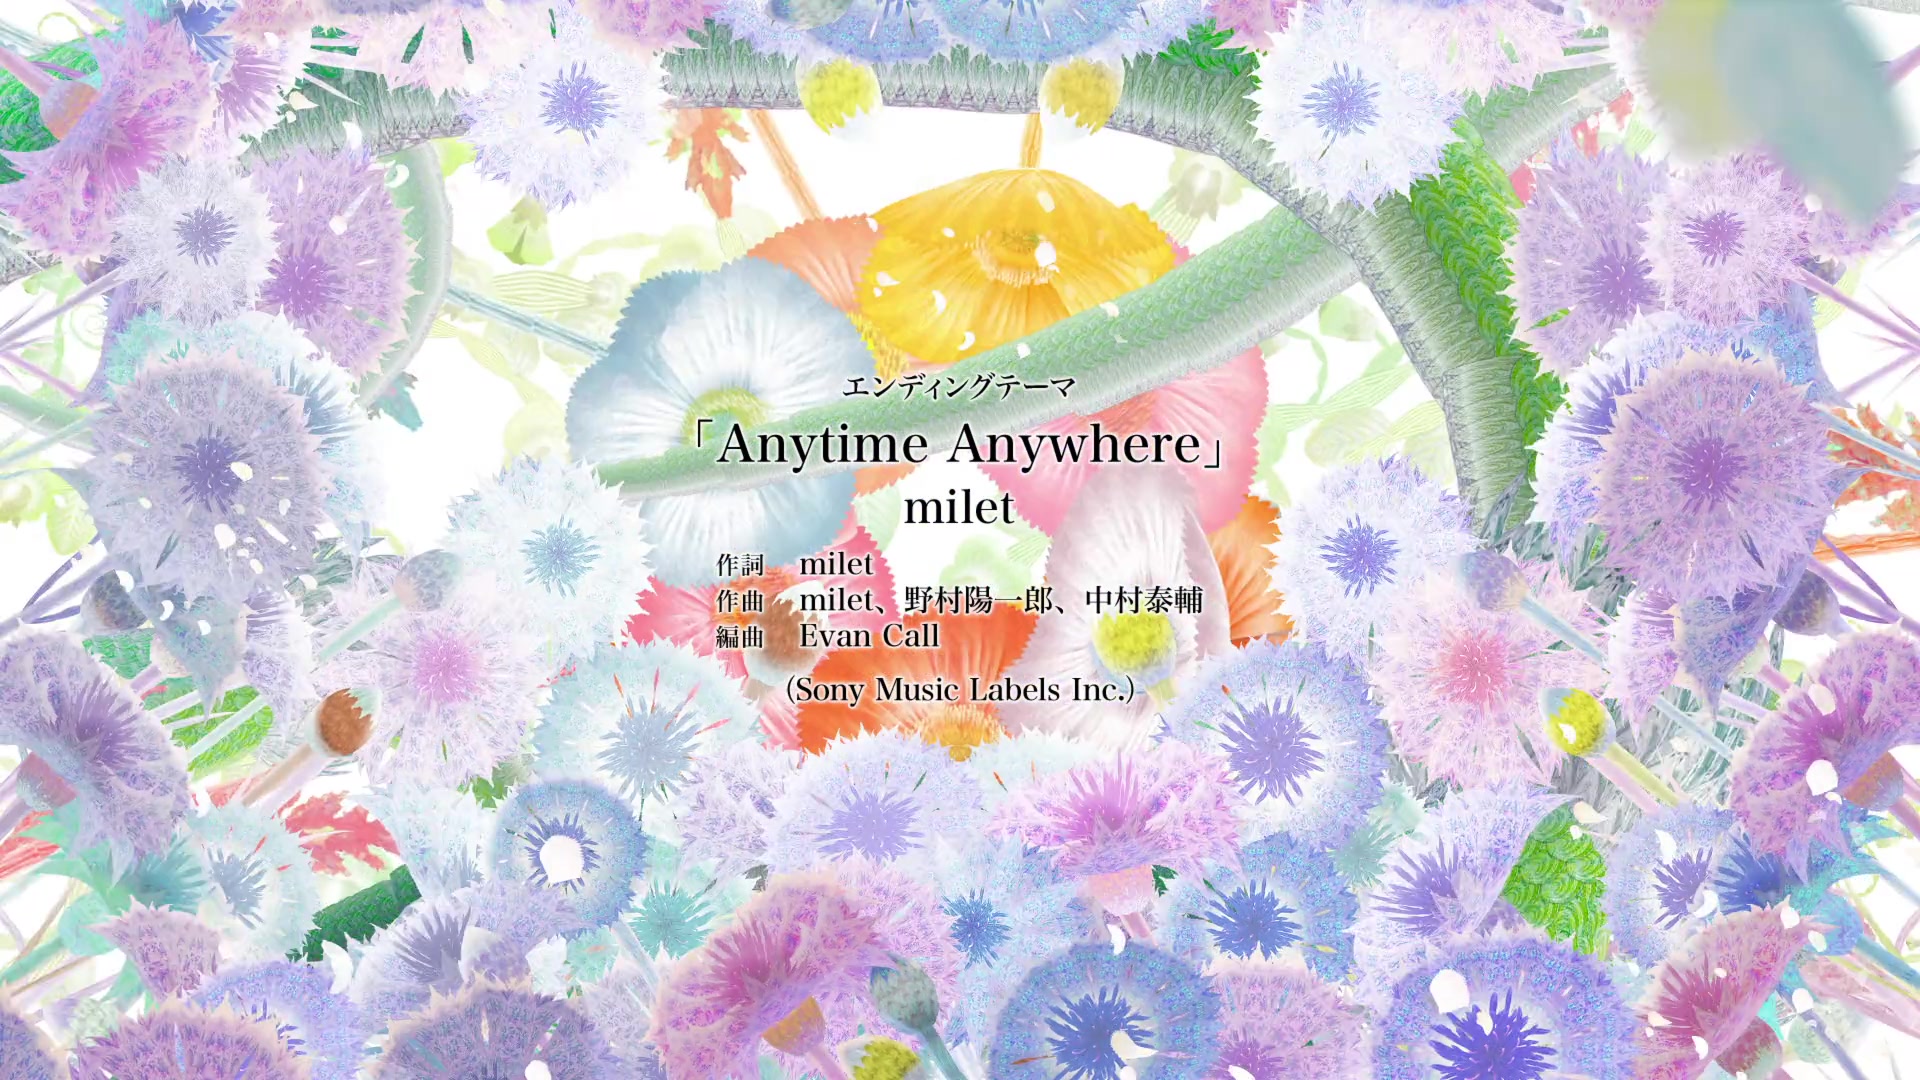 エンディングテーマ
「Anytime Anywhere」
milet
作詞 milet
作曲 milet、野村陽一郎、中村泰輔
編曲 Evan Call
(Sony Music Labels Inc.)